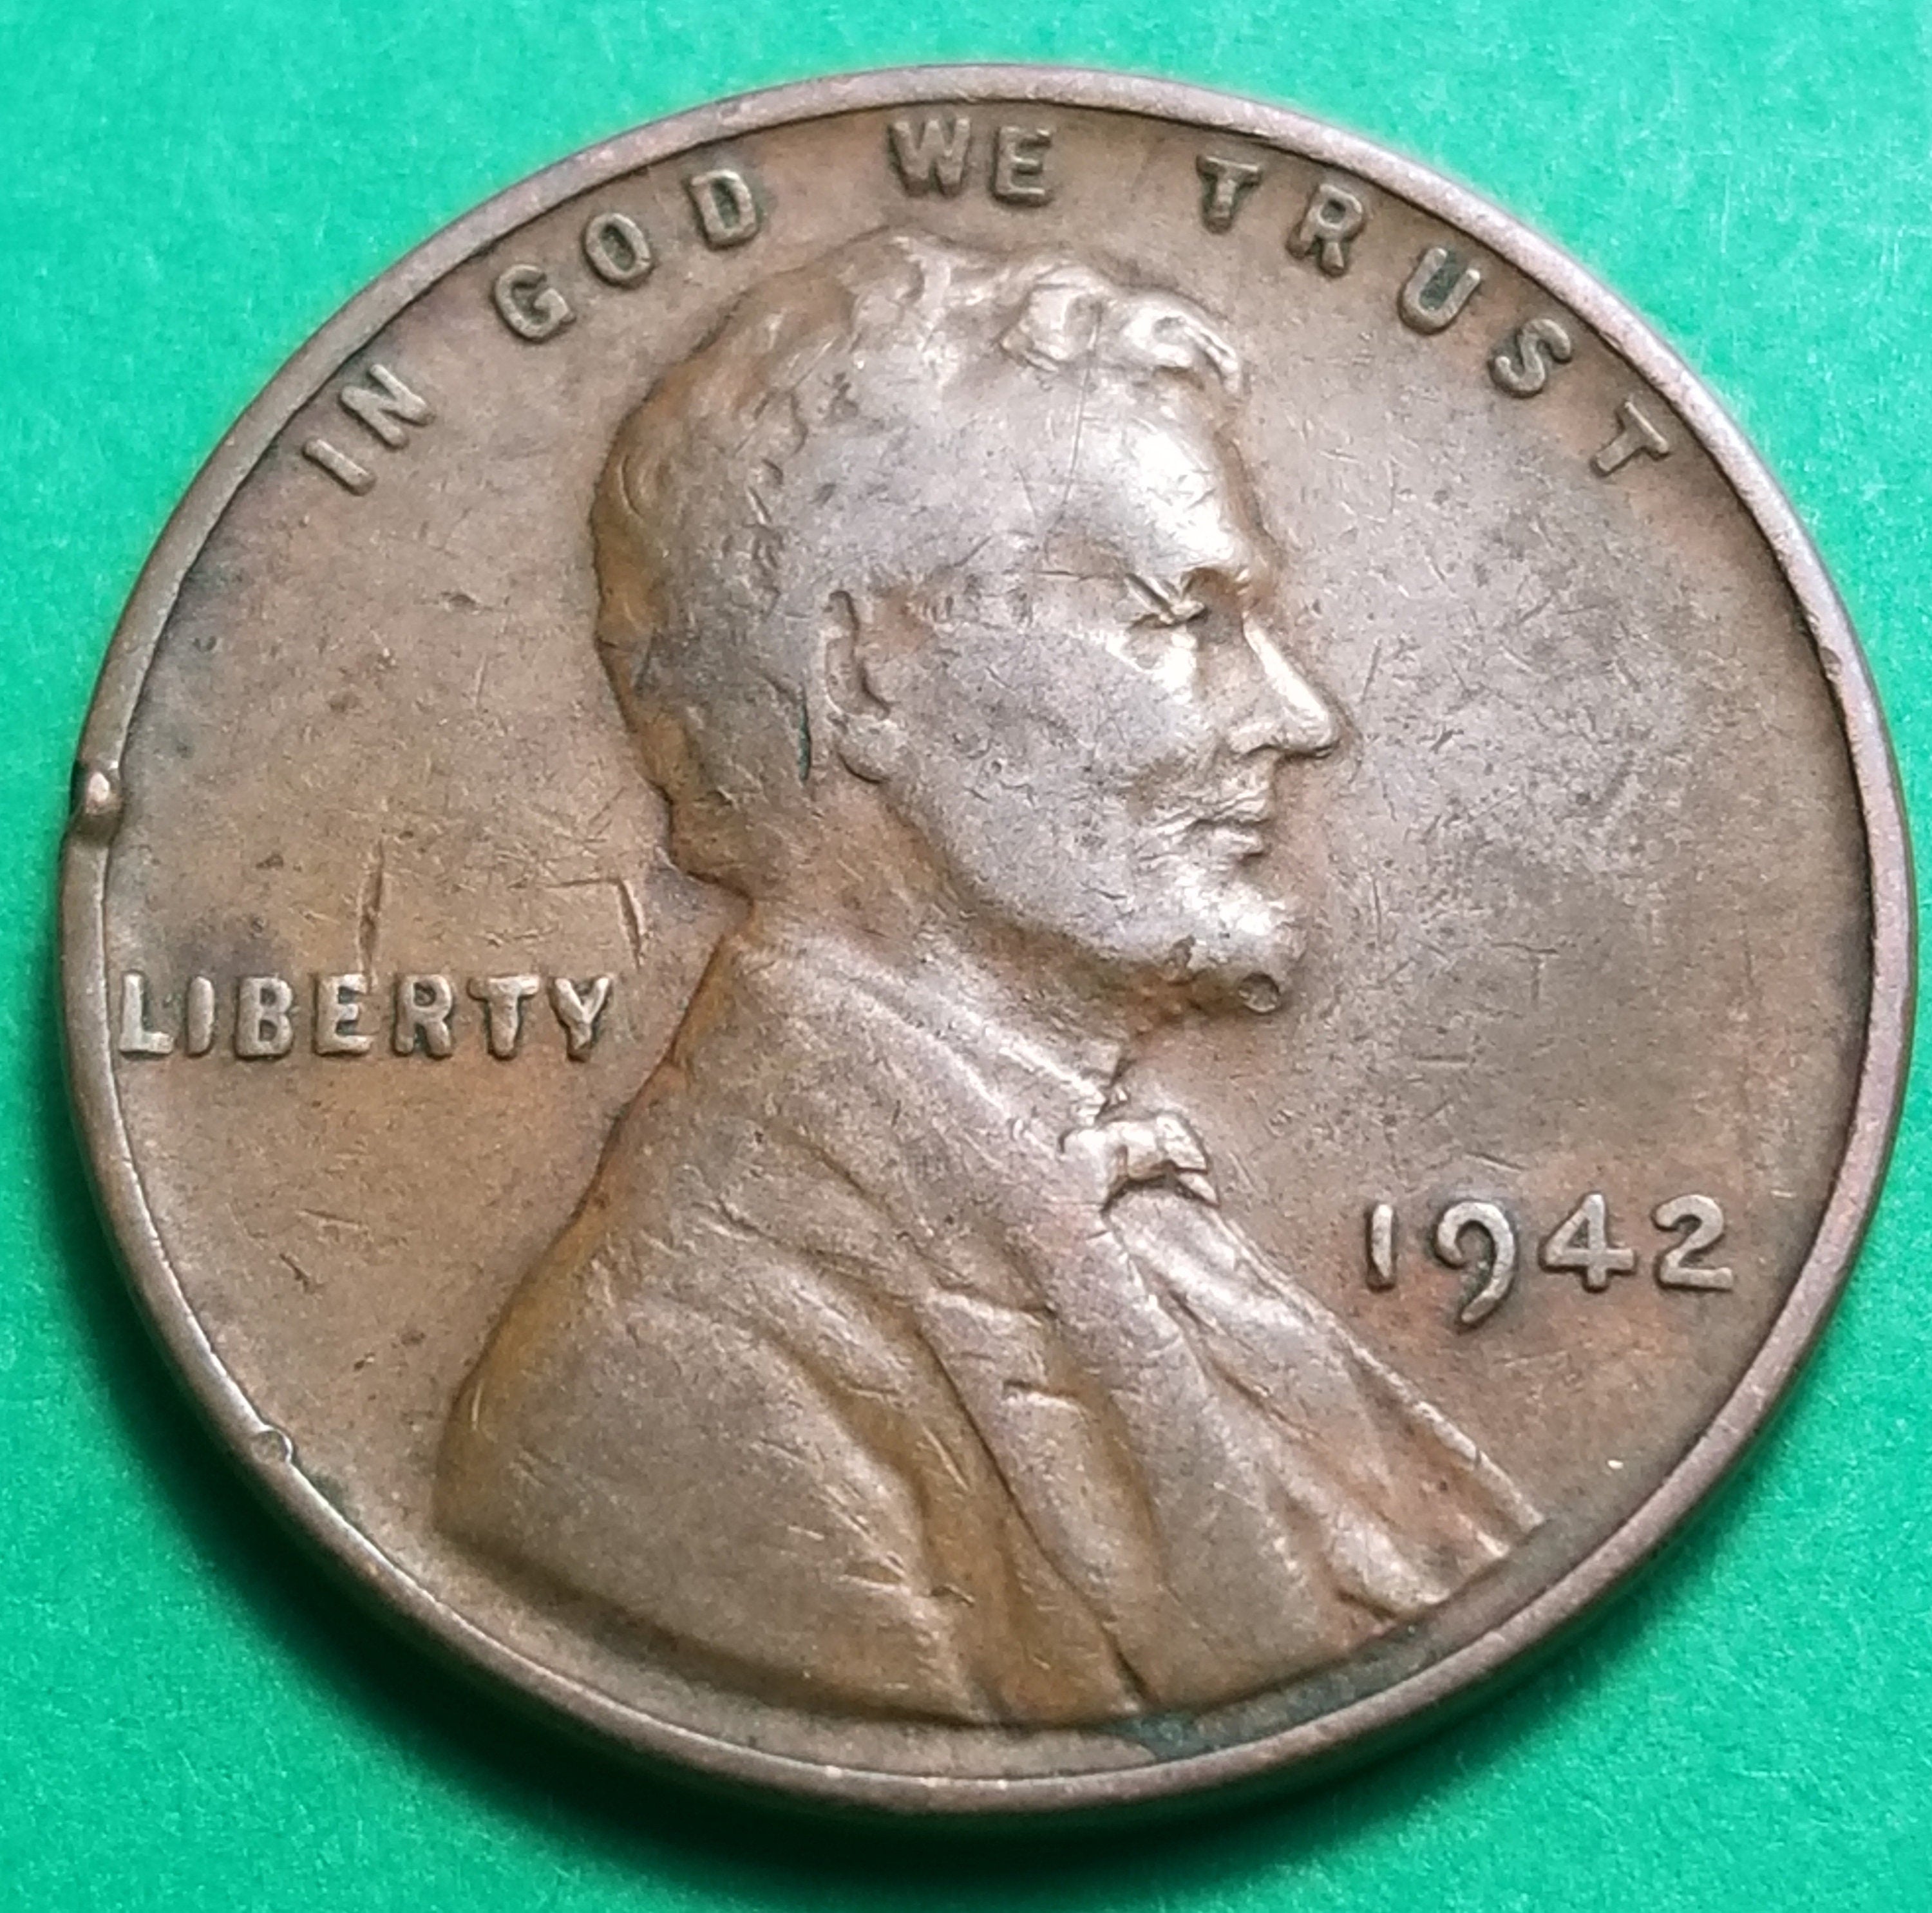 IN GOD WE TRUST
LIBERTY
1942